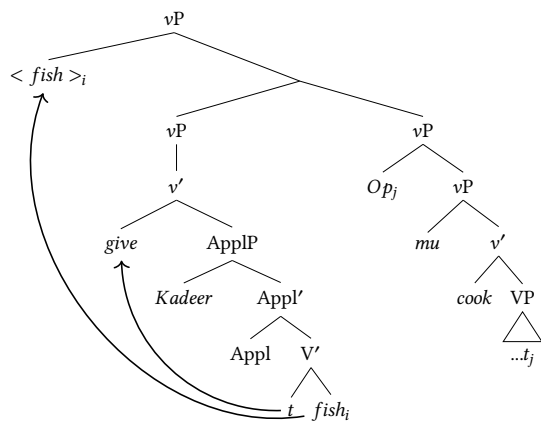 vP
< fish >i
vP vP
v′ Opj vP
give ApplP mu v′
Kadeer Appl′ cook VP
Appl V′ ...tj
t fishi